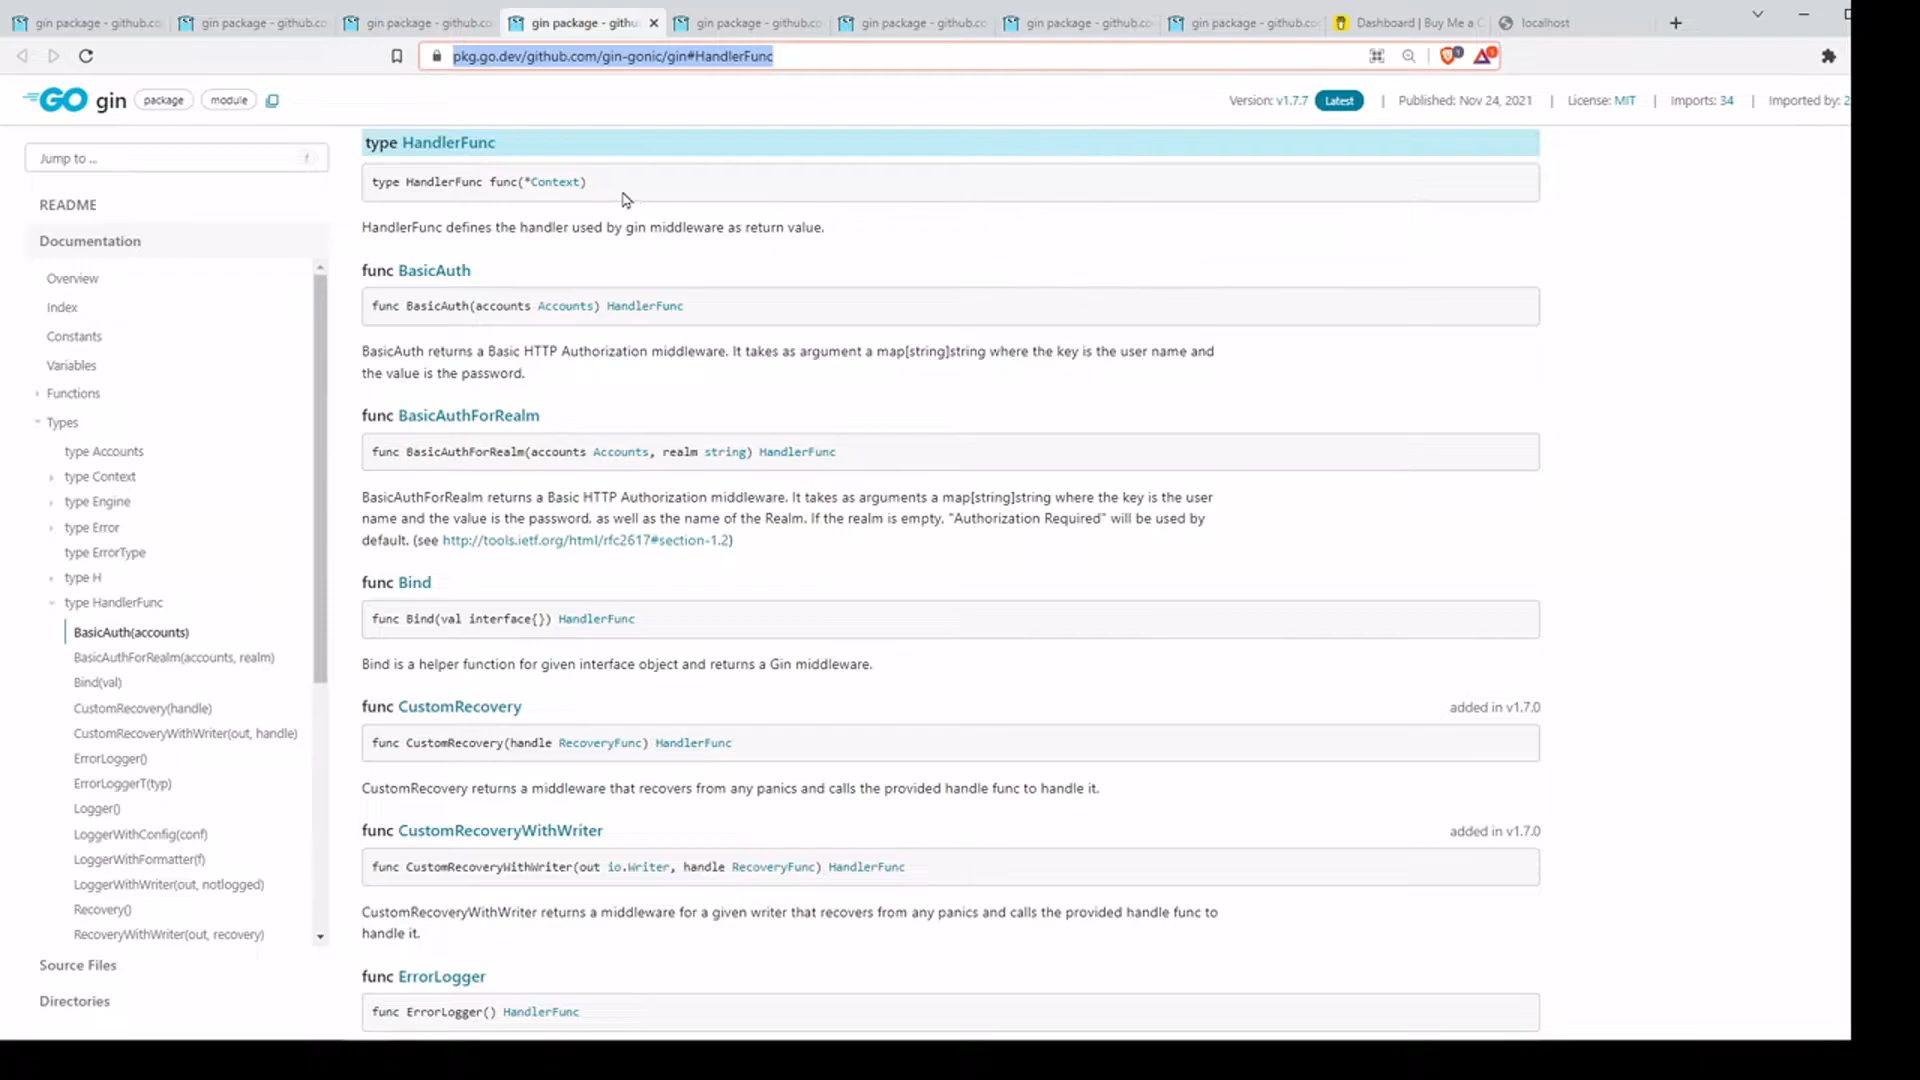 gin package - github.co
gin package - github.co
gin package - github.co
gin package - githu
gin package - github.co
gin package - github.co
gin package - github.co
gin package - github.co
Dashboard | Buy Me a C
localhost
pkg.go.dev/github.com/gin-gonic/gin#HandlerFunc
GO gin package module
Version: v1.7.7 Latest | Published: Nov 24, 2021 | License: MIT | Imports: 34 | Imported by: 2
Jump to ... f
README
Documentation
Overview
Index
Constants
Variables
Functions
Types
type Accounts
type Context
type Engine
type Error
type ErrorType
type H
type HandlerFunc
BasicAuth(accounts)
BasicAuthForRealm(accounts, realm)
Bind(val)
CustomRecovery(handle)
CustomRecoveryWithWriter(out, handle)
ErrorLogger()
ErrorLoggerT(typ)
Logger()
LoggerWithConfig(conf)
LoggerWithFormatter(f)
LoggerWithWriter(out, notlogged)
Recovery()
RecoveryWithWriter(out, recovery)
Source Files
Directories
type HandlerFunc
type HandlerFunc func(*Context)
HandlerFunc defines the handler used by gin middleware as return value.
func BasicAuth
func BasicAuth(accounts Accounts) HandlerFunc
BasicAuth returns a Basic HTTP Authorization middleware. It takes as argument a map[string]string where the key is the user name and
the value is the password.
func BasicAuthForRealm
func BasicAuthForRealm(accounts Accounts, realm string) HandlerFunc
BasicAuthForRealm returns a Basic HTTP Authorization middleware. It takes as arguments a map[string]string where the key is the user
name and the value is the password, as well as the name of the Realm. If the realm is empty, "Authorization Required" will be used by
default. (see http://tools.ietf.org/html/rfc2617#section-1.2)
func Bind
func Bind(val interface{}) HandlerFunc
Bind is a helper function for given interface object and returns a Gin middleware.
func CustomRecovery added in v1.7.0
func CustomRecovery(handle RecoveryFunc) HandlerFunc
CustomRecovery returns a middleware that recovers from any panics and calls the provided handle func to handle it.
func CustomRecoveryWithWriter added in v1.7.0
func CustomRecoveryWithWriter(out io.Writer, handle RecoveryFunc) HandlerFunc
CustomRecoveryWithWriter returns a middleware for a given writer that recovers from any panics and calls the provided handle func to
handle it.
func ErrorLogger
func ErrorLogger() HandlerFunc